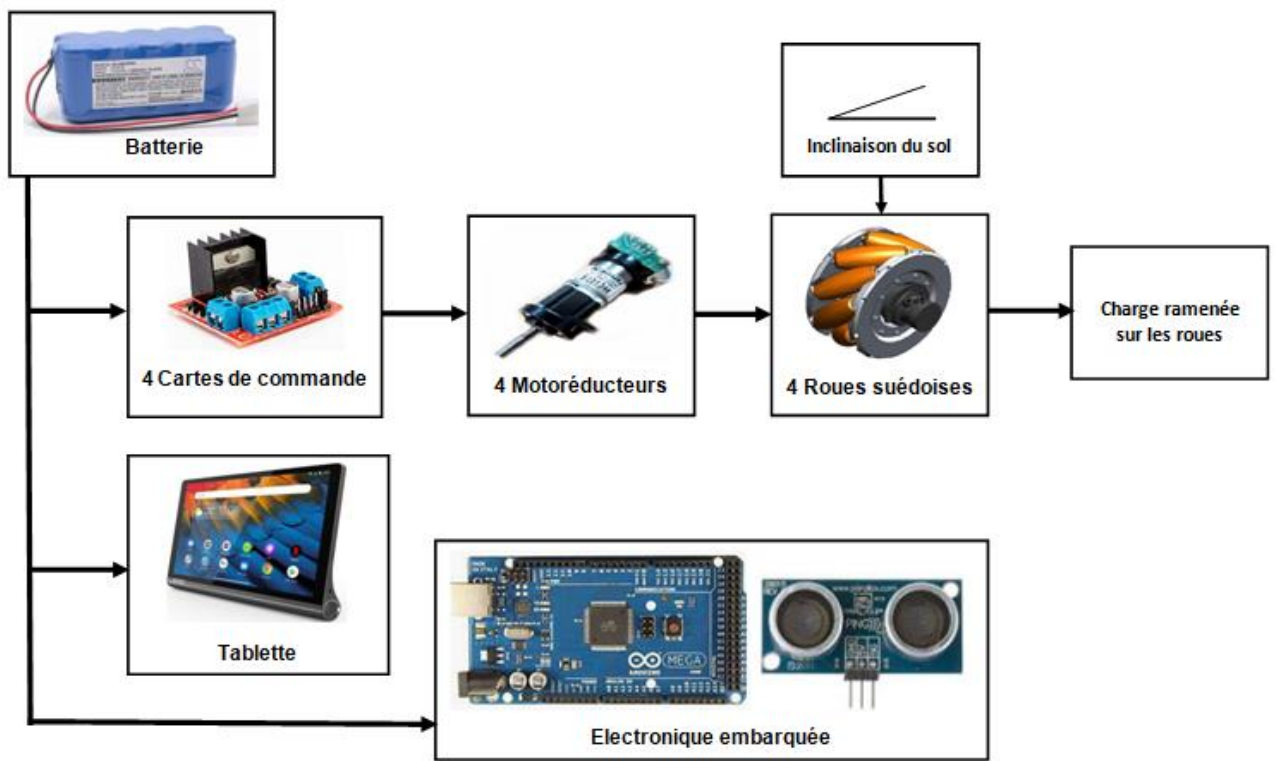 Batterie
Inclinaison du sol
4 Cartes de commande
4 Motoréducteurs
4 Roues suédoises
Charge ramenée
sur les roues
Tablette
ARDUINO
MEGA
Electronique embarquée